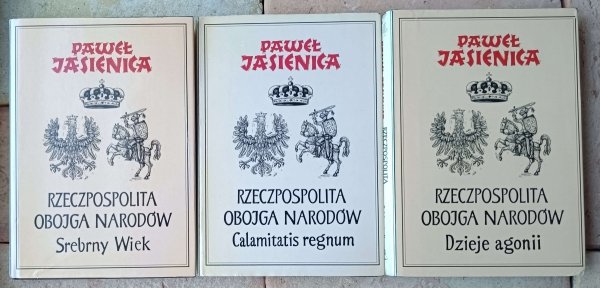 PAWEŁ
JASIENICA
RZECZPOSPOLITA
OBOJGA NARODÓW
Srebrny Wiek
PAWEŁ
JASIENICA
RZECZPOSPOLITA
OBOJGA NARODÓW
Calamitatis regnum
RZECZPOSPOLITA
PAWEŁ
JASIENICA
RZECZPOSPOLITA
OBOJGA NARODÓW
Dzieje agonii